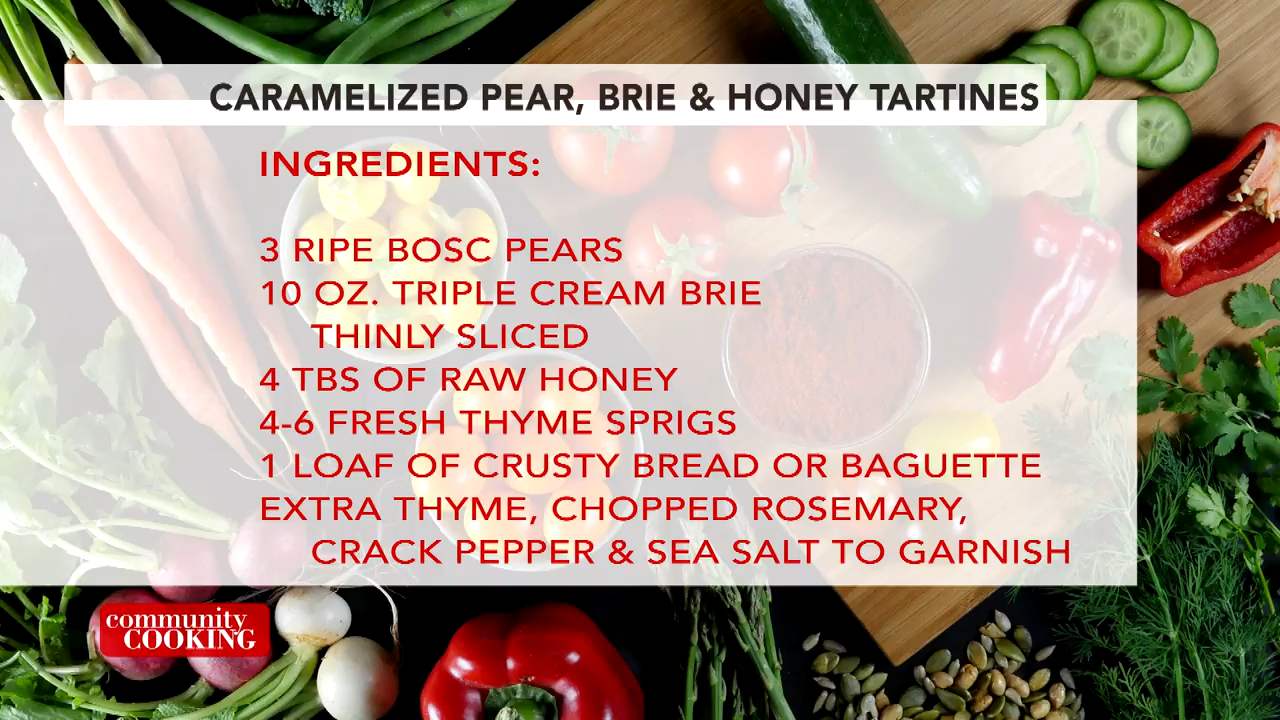 CARAMELIZED PEAR, BRIE & HONEY TARTINES
INGREDIENTS:
3 RIPE BOSC PEARS
10 OZ. TRIPLE CREAM BRIE
THINLY SLICED
4 TBS OF RAW HONEY
4-6 FRESH THYME SPRIGS
1 LOAF OF CRUSTY BREAD OR BAGUETTE
EXTRA THYME, CHOPPED ROSEMARY,
CRACK PEPPER & SEA SALT TO GARNISH
community
COOKING